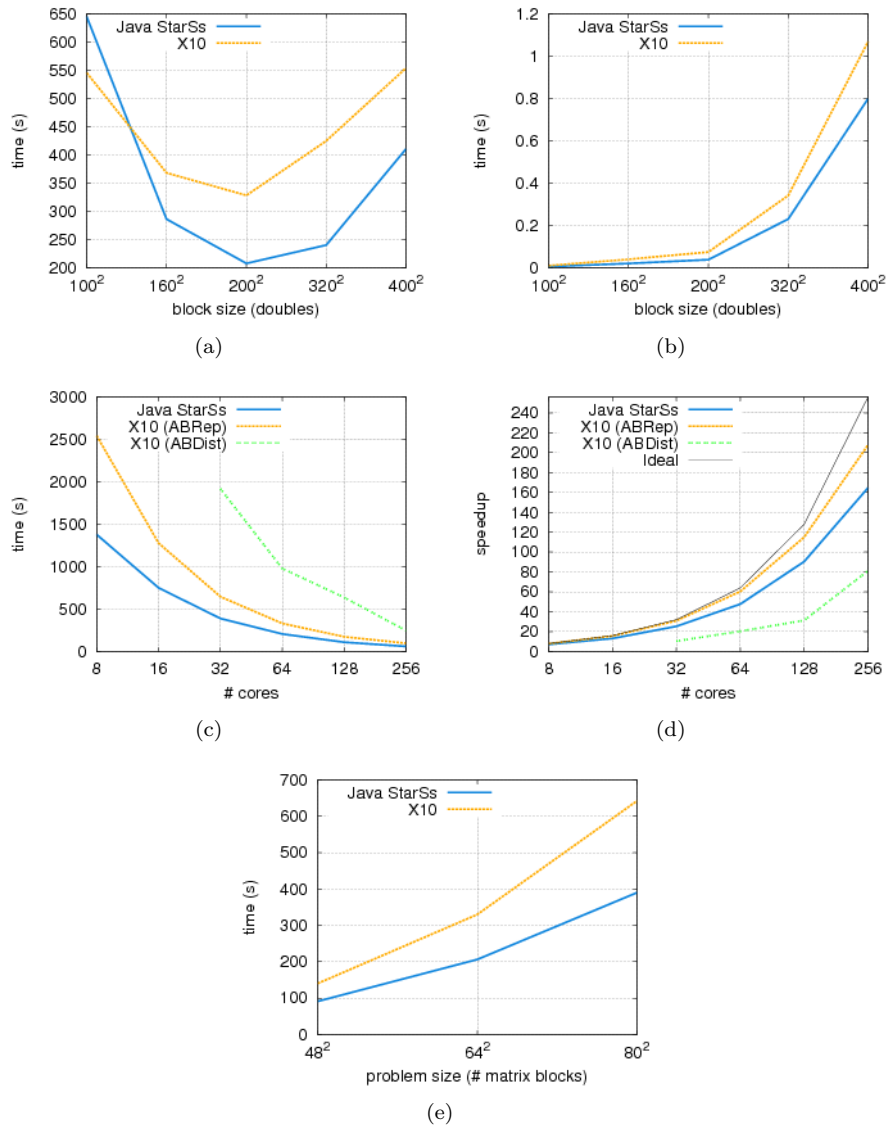 650
600
550
500
450
400
350
300
250
200
time (s)
Java StarSs
X10
100² 160² 200² 320² 400²
block size (doubles)
(a)
1.2
1
0.8
0.6
0.4
0.2
0
time (s)
Java StarSs
X10
100² 160² 200² 320² 400²
block size (doubles)
(b)
3000
2500
2000
1500
1000
500
0
time (s)
Java StarSs
X10 (ABRep)
X10 (ABDist)
8 16 32 64 128 256
# cores
(c)
240
220
200
180
160
140
120
100
80
60
40
20
0
speedup
Java StarSs
X10 (ABRep)
X10 (ABDist)
Ideal
8 16 32 64 128 256
# cores
(d)
700
600
500
400
300
200
100
0
time (s)
Java StarSs
X10
48² 64² 80²
problem size (# matrix blocks)
(e)